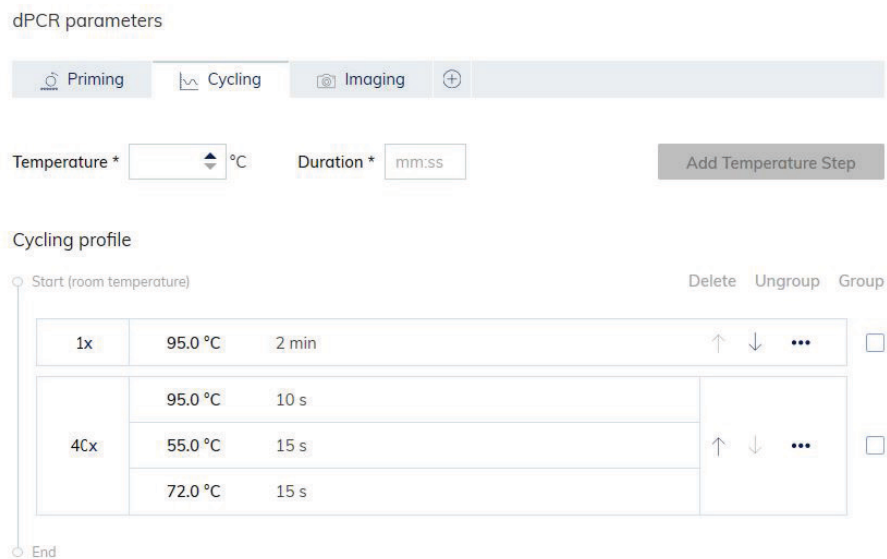 dPCR parameters
Priming Cycling Imaging
Temperature * °C Duration * mm:ss Add Temperature Step
Cycling profile
Start (room temperature) Delete Ungroup Group
1x 95.0 °C 2 min •••
95.0 °C 10 s
40x 55.0 °C 15 s •••
72.0 °C 15 s
End